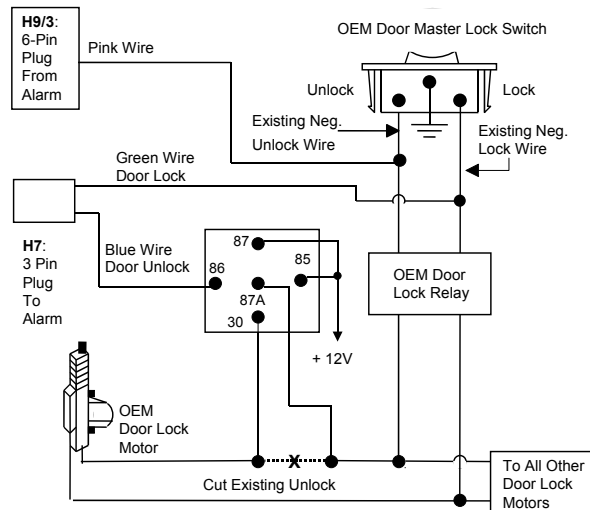 H9/3:
6-Pin
Plug
From
Alarm
Pink Wire
OEM Door Master Lock Switch
Unlock
Lock
Existing Neg.
Unlock Wire
Existing Neg.
Lock Wire
Green Wire
Door Lock
H7:
3 Pin
Plug
To
Alarm
Blue Wire
Door Unlock
87
86
85
87A
30
+ 12V
OEM Door
Lock Relay
OEM
Door Lock
Motor
X
Cut Existing Unlock
To All Other
Door Lock
Motors